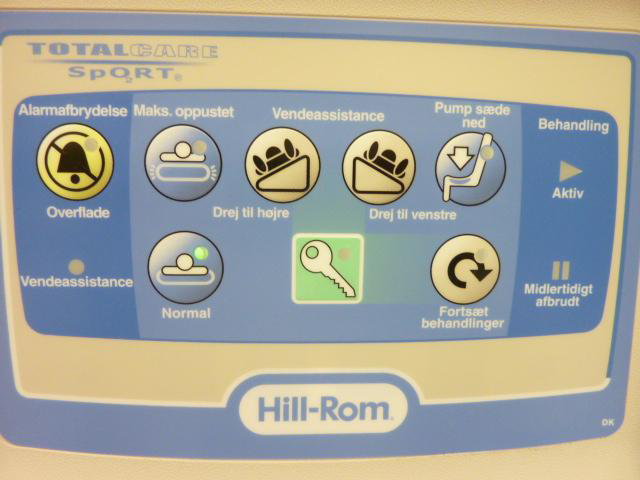 TOTALCARE
SpO2RT®
Alarmafbrydelse
Maks. oppustet
Vendeassistance
Pump sæde
ned
Behandling
Aktiv
Overflade
Drej til højre
Drej til venstre
Vendeassistance
Normal
Fortsæt
behandlinger
Midlertidigt
afbrudt
Hill-Rom®
DK